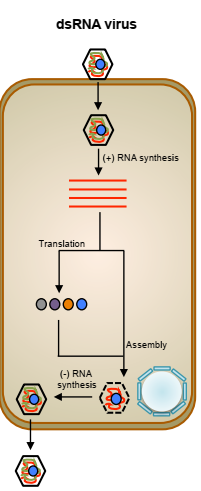 dsRNA virus
(+) RNA synthesis
Translation
Assembly
(-) RNA
synthesis